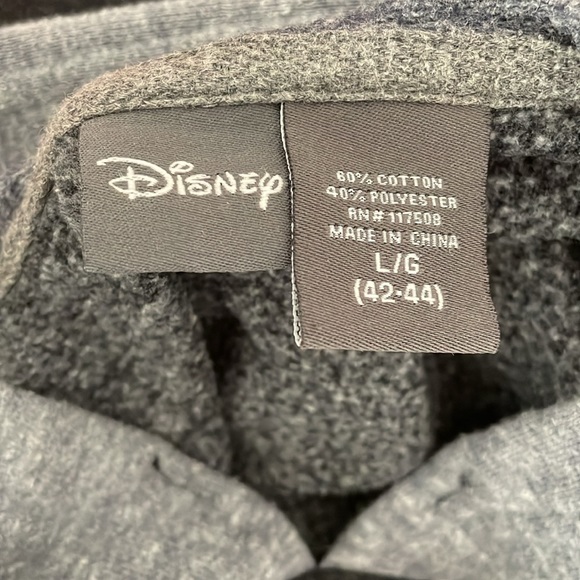 Disney
60% COTTON
40% POLYESTER
RN# 117508
MADE IN CHINA
L/G
(42-44)